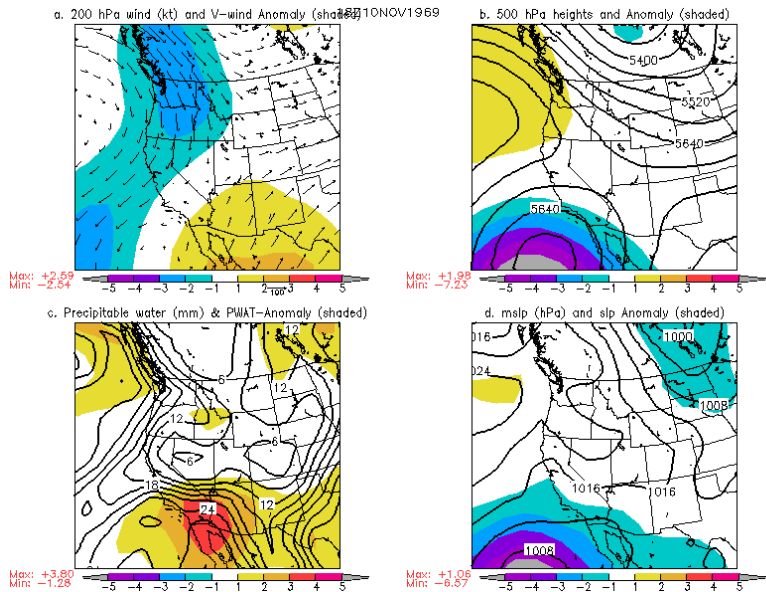 a. 200 hPa wind (kt) and V-wind Anomaly (shaded)
10NOV1969
b. 500 hPa heights and Anomaly (shaded)
5400
5520
5640
5640
Max: +2.59
Min: -2.54
-5 -4 -3 -2 -1 1 2 3 4 5
100
Max: +1.98
Min: -7.23
-5 -4 -3 -2 -1 1 2 3 4 5
c. Precipitable water (mm) & PWAT-Anomaly (shaded)
12
6
12
12
6
6
18
24
12
Max: +3.80
Min: -1.28
-5 -4 -3 -2 -1 1 2 3 4 5
d. mslp (hPa) and slp Anomaly (shaded)
016
1000
024
1008
1016
1016
1008
Max: +1.06
Min: -6.57
-5 -4 -3 -2 -1 1 2 3 4 5